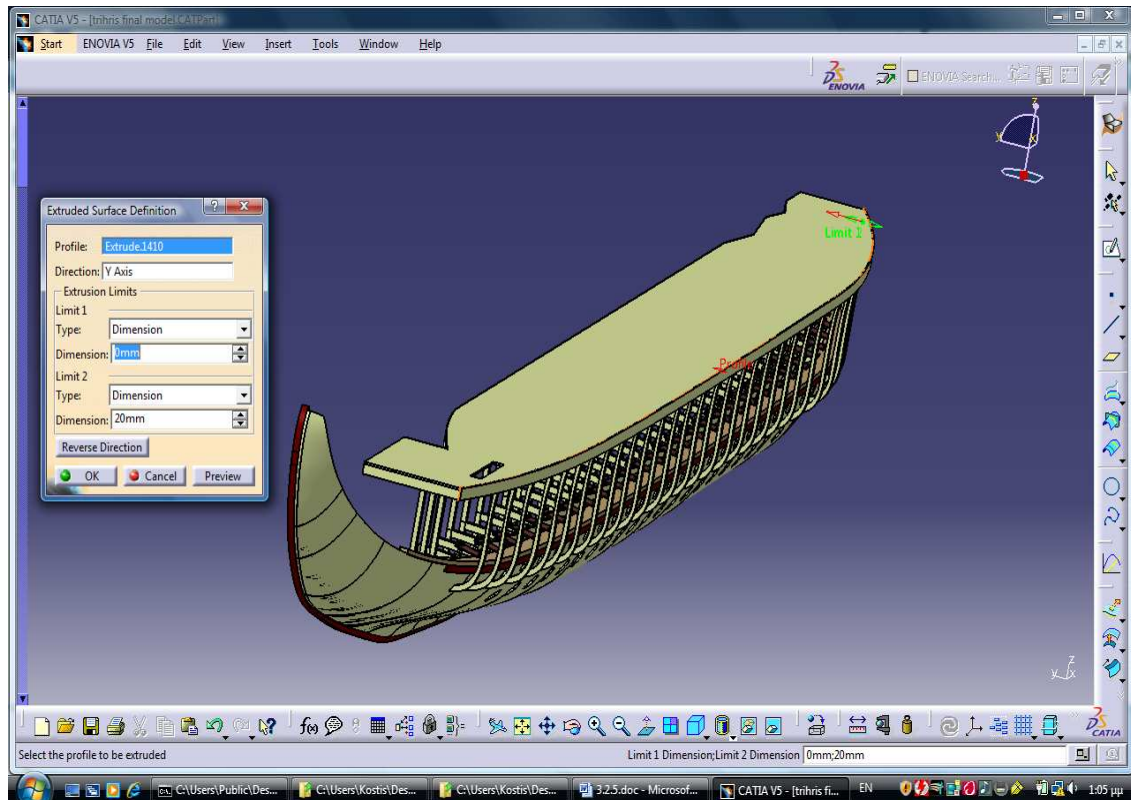 CATIA V5 - [trihris final model.CATPart]
Start ENOVIA V5 File Edit View Insert Tools Window Help
ENOVIA
ENOVIA Search...
z
y
x
Extruded Surface Definition
Profile: Extrude.1410
Direction: Y Axis
Extrusion Limits
Limit 1
Type: Dimension
Dimension: 0mm
Limit 2
Type: Dimension
Dimension: 20mm
Reverse Direction
OK Cancel Preview
Limit 2
Profile
z
y x
f(x)
CATIA
Select the profile to be extruded
Limit 1 Dimension;Limit 2 Dimension 0mm;20mm
C:\Users\Public\Des...
C:\Users\Kostis\Des...
C:\Users\Kostis\Des...
3.2.5.doc - Microsof...
CATIA V5 - [trihris fi...
EN
1:05 μμ